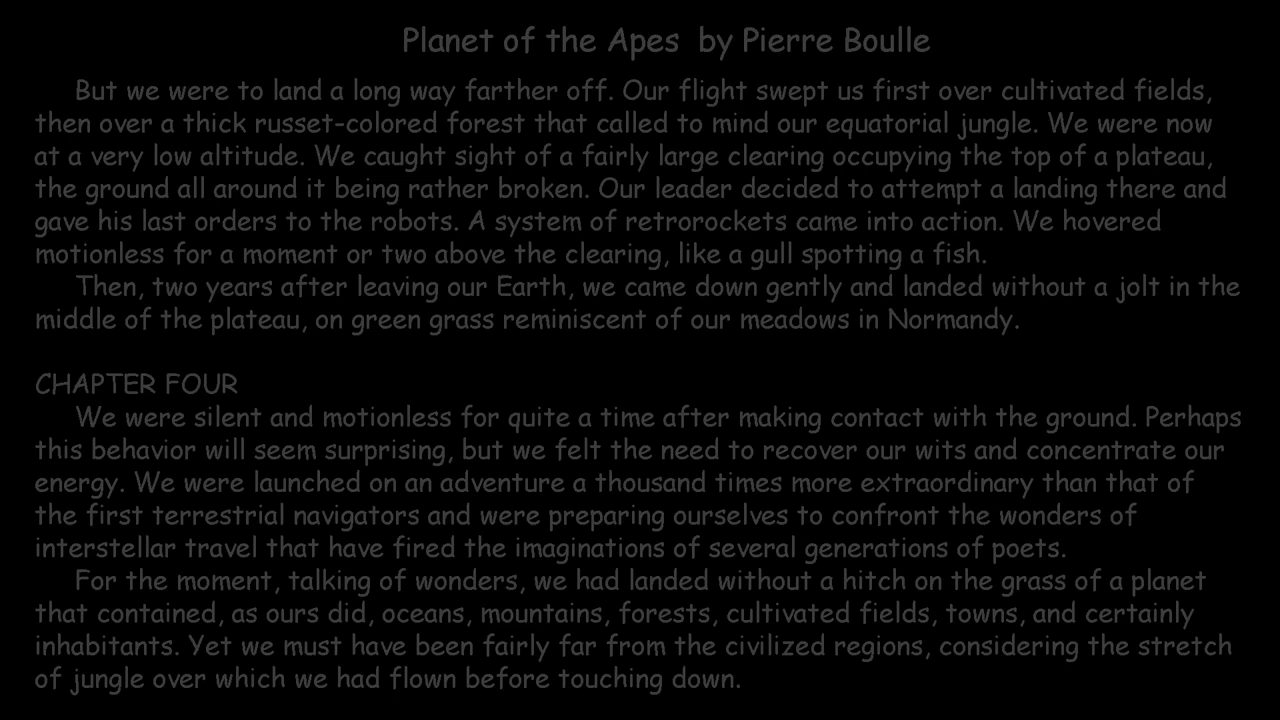 Planet of the Apes by Pierre Boulle
But we were to land a long way farther off. Our flight swept us first over cultivated fields,
then over a thick russet-colored forest that called to mind our equatorial jungle. We were now
at a very low altitude. We caught sight of a fairly large clearing occupying the top of a plateau,
the ground all around it being rather broken. Our leader decided to attempt a landing there and
gave his last orders to the robots. A system of retrorockets came into action. We hovered
motionless for a moment or two above the clearing, like a gull spotting a fish.
Then, two years after leaving our Earth, we came down gently and landed without a jolt in the
middle of the plateau, on green grass reminiscent of our meadows in Normandy.
CHAPTER FOUR
We were silent and motionless for quite a time after making contact with the ground. Perhaps
this behavior will seem surprising, but we felt the need to recover our wits and concentrate our
energy. We were launched on an adventure a thousand times more extraordinary than that of
the first terrestrial navigators and were preparing ourselves to confront the wonders of
interstellar travel that have fired the imaginations of several generations of poets.
For the moment, talking of wonders, we had landed without a hitch on the grass of a planet
that contained, as ours did, oceans, mountains, forests, cultivated fields, towns, and certainly
inhabitants. Yet we must have been fairly far from the civilized regions, considering the stretch
of jungle over which we had flown before touching down.